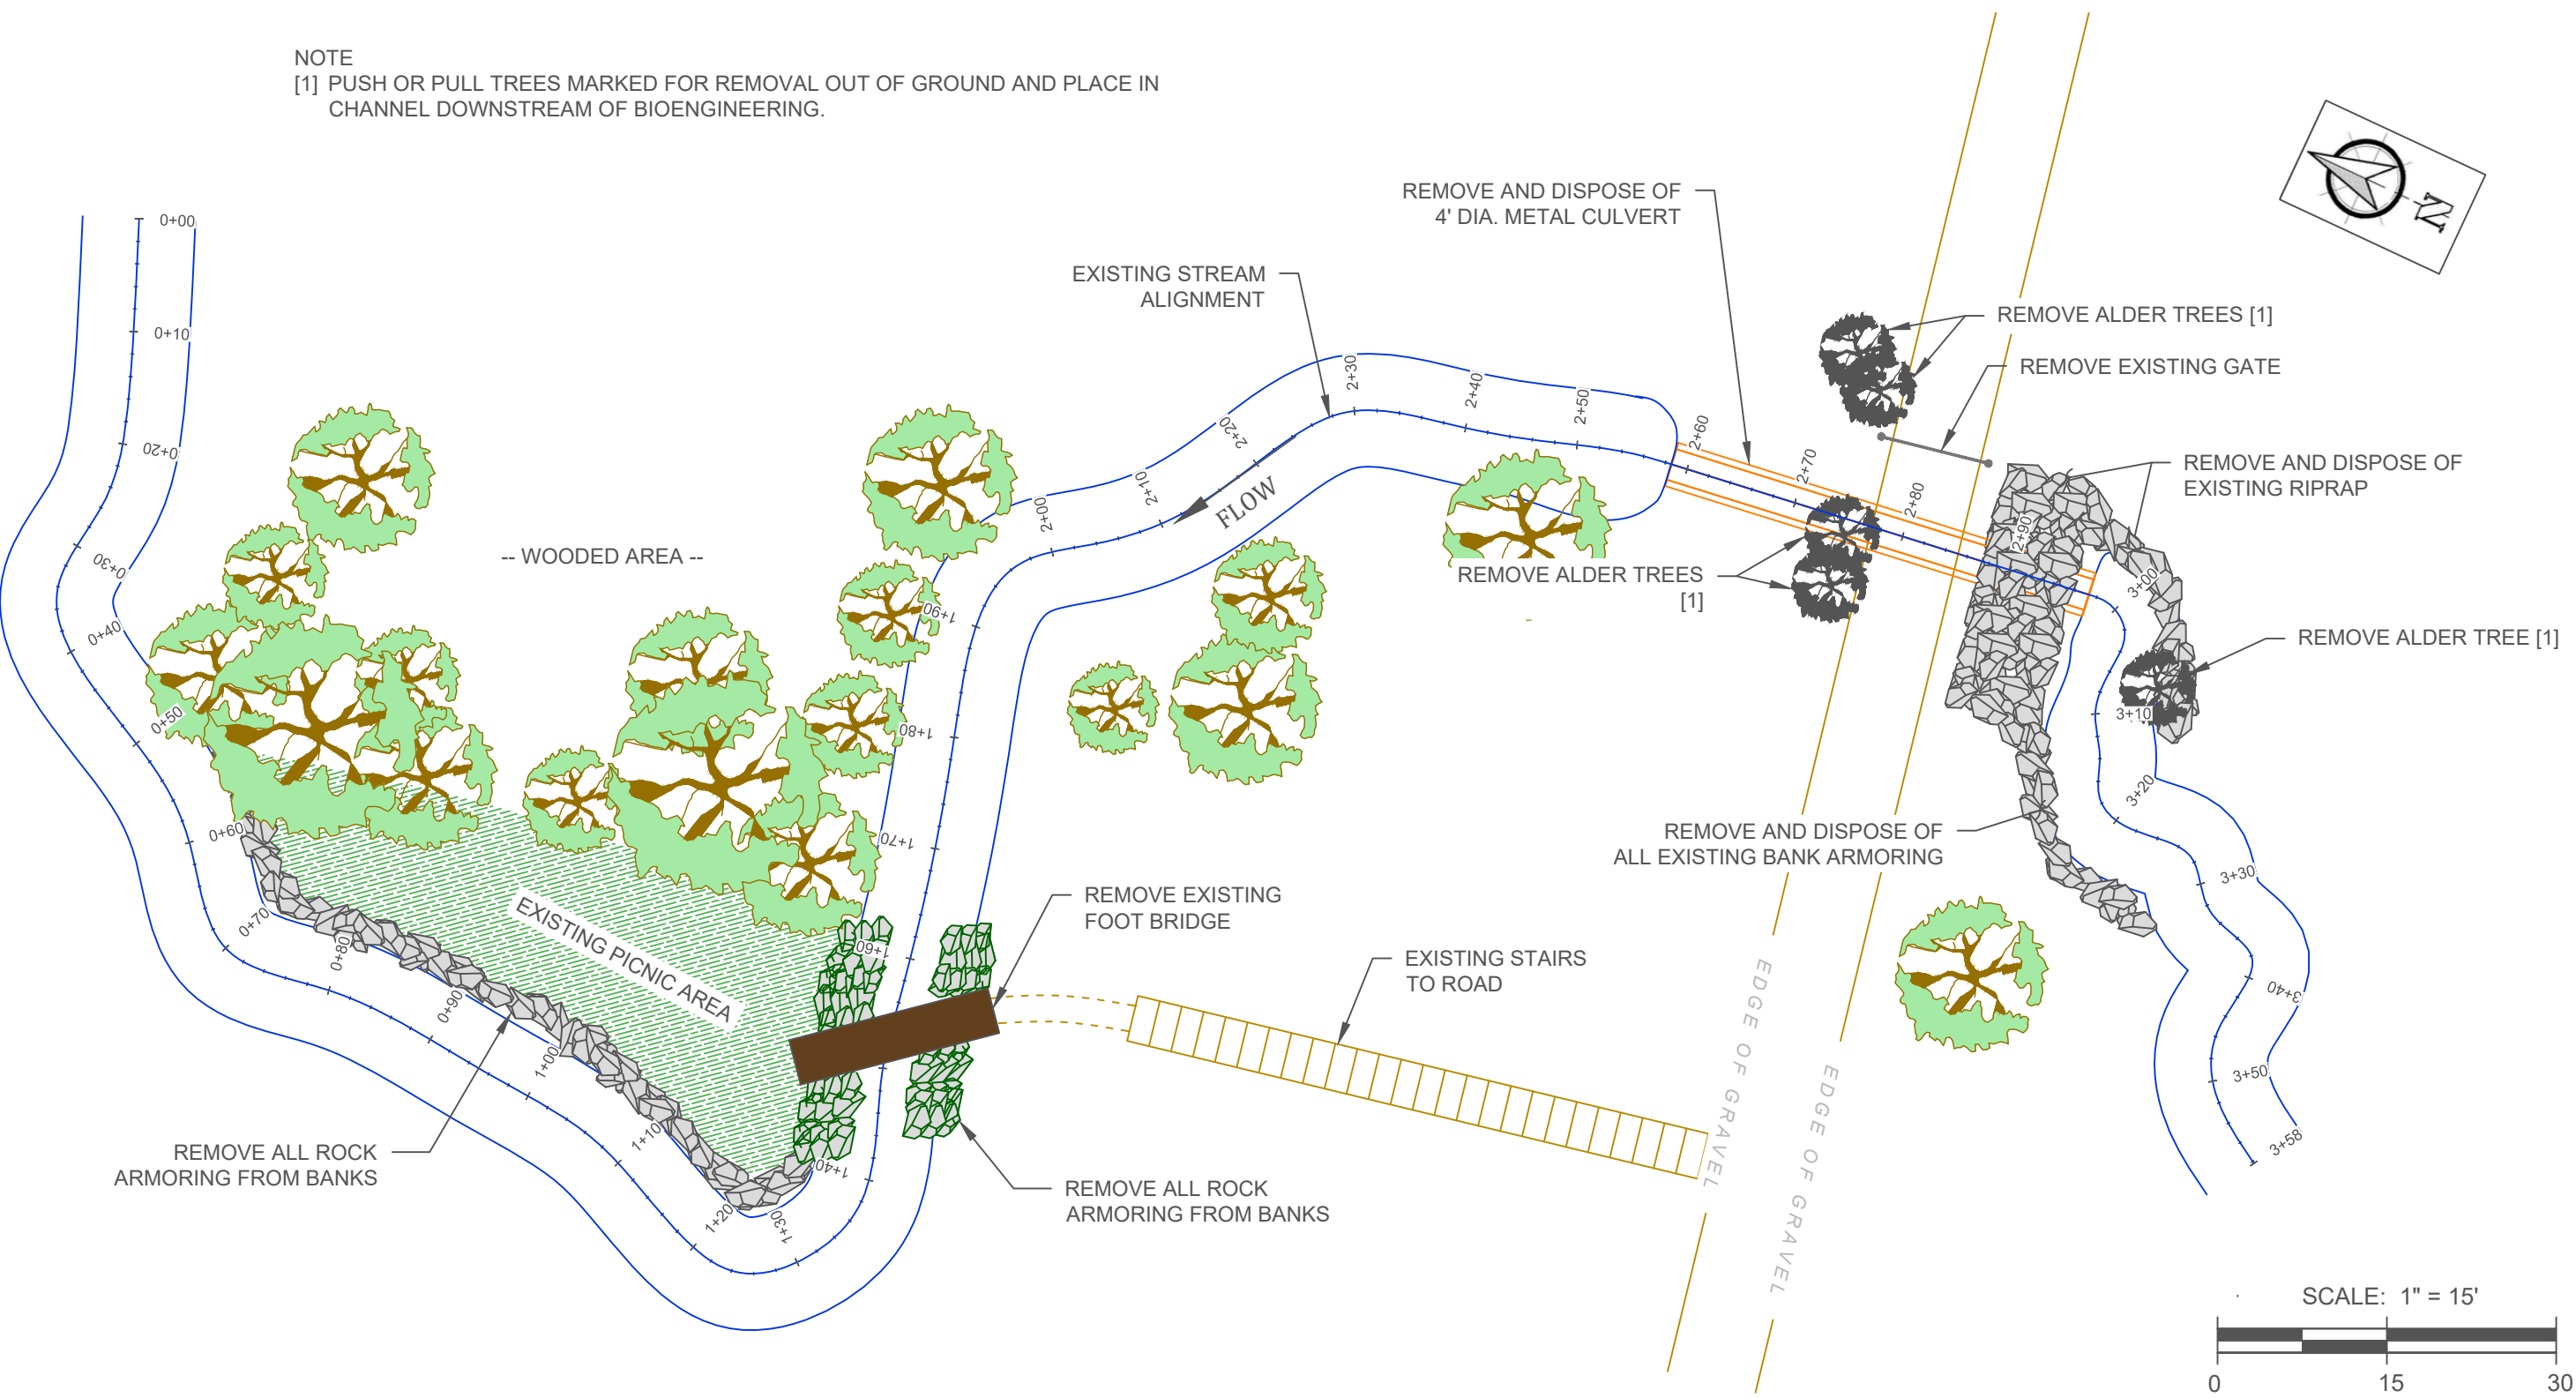 NOTE
[1] PUSH OR PULL TREES MARKED FOR REMOVAL OUT OF GROUND AND PLACE IN
CHANNEL DOWNSTREAM OF BIOENGINEERING.
REMOVE AND DISPOSE OF
4' DIA. METAL CULVERT
EXISTING STREAM
ALIGNMENT
N
REMOVE ALDER TREES [1]
REMOVE EXISTING GATE
REMOVE AND DISPOSE OF
EXISTING RIPRAP
-- WOODED AREA --
FLOW
REMOVE ALDER TREES
[1]
REMOVE ALDER TREE [1]
REMOVE AND DISPOSE OF
ALL EXISTING BANK ARMORING
EXISTING PICNIC AREA
REMOVE EXISTING
FOOT BRIDGE
EXISTING STAIRS
TO ROAD
EDGE OF GRAVEL
EDGE OF GRAVEL
REMOVE ALL ROCK
ARMORING FROM BANKS
REMOVE ALL ROCK
ARMORING FROM BANKS
0+00
0+10
0+20
0+30
0+40
0+50
0+60
0+70
0+80
0+90
1+00
1+10
1+20
1+30
1+40
1+60
1+70
1+80
1+90
2+00
2+10
2+20
2+30
2+40
2+50
2+60
2+70
2+80
2+90
3+00
3+10
3+20
3+30
3+40
3+50
3+58
SCALE: 1" = 15'
0 15 30